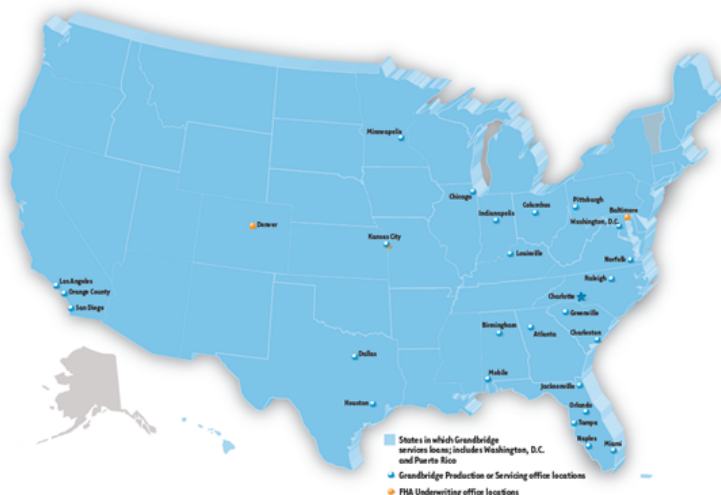 Minneapolis
Chicago
Pittsburgh
Columbus
Baltimore
Indianapolis
Washington, D.C.
Denver
Kansas City
Louisville
Norfolk
Raleigh
Los Angeles
Orange County
Charlotte
San Diego
Greenville
Birmingham
Atlanta
Charleston
Dallas
Mobile
Jacksonville
Houston
Orlando
Tampa
Naples
Miami
States in which Grandbridge
services loans; includes Washington, D.C.
and Puerto Rico
Grandbridge Production or Servicing office locations
FHA Underwriting office locations